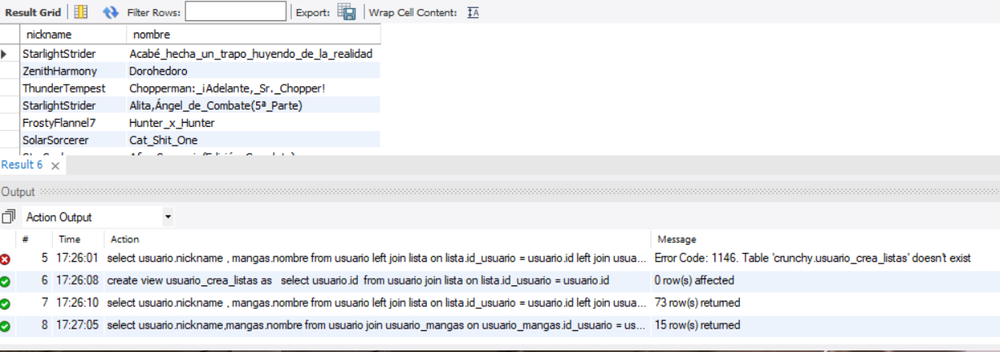 Result Grid Filter Rows: Export: Wrap Cell Content:
nickname nombre
StarlightStrider Acabé_hecha_un_trapo_huyendo_de_la_realidad
ZenithHarmony Dorohedoro
ThunderTempest Chopperman:_¡Adelante,_Sr._Chopper!
StarlightStrider Alita,Ángel_de_Combate(5ª_Parte)
FrostyFlannel7 Hunter_x_Hunter
SolarSorcerer Cat_Shit_One
Result 6
Output
Action Output
# Time Action Message
5 17:26:01 select usuario.nickname , mangas.nombre from usuario left join lista on lista.id_usuario = usuario.id left join usua... Error Code: 1146. Table 'crunchy.usuario_crea_listas' doesn't exist
6 17:26:08 create view usuario_crea_listas as select usuario.id from usuario join lista on lista.id_usuario = usuario.id 0 row(s) affected
7 17:26:10 select usuario.nickname , mangas.nombre from usuario left join lista on lista.id_usuario = usuario.id left join usua... 73 row(s) returned
8 17:27:05 select usuario.nickname,mangas.nombre from usuario join usuario_mangas on usuario_mangas.id_usuario = us... 15 row(s) returned